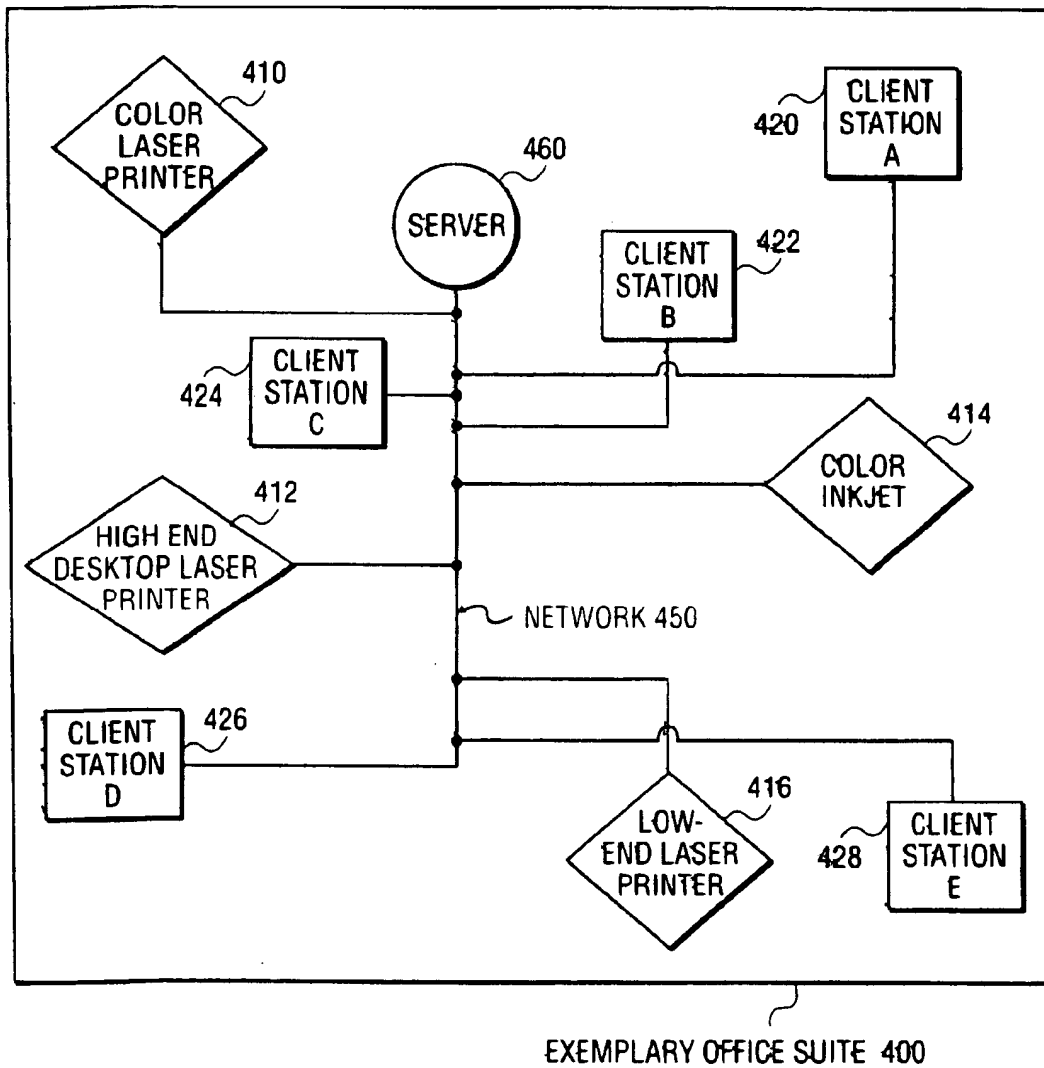 410
COLOR
LASER
PRINTER
CLIENT
STATION
A
420
460
SERVER
422
CLIENT
STATION
B
CLIENT
STATION
C
424
414
COLOR
INKJET
412
HIGH END
DESKTOP LASER
PRINTER
NETWORK 450
426
CLIENT
STATION
D
416
LOW-
END LASER
PRINTER
CLIENT
STATION
E
428
EXEMPLARY OFFICE SUITE 400